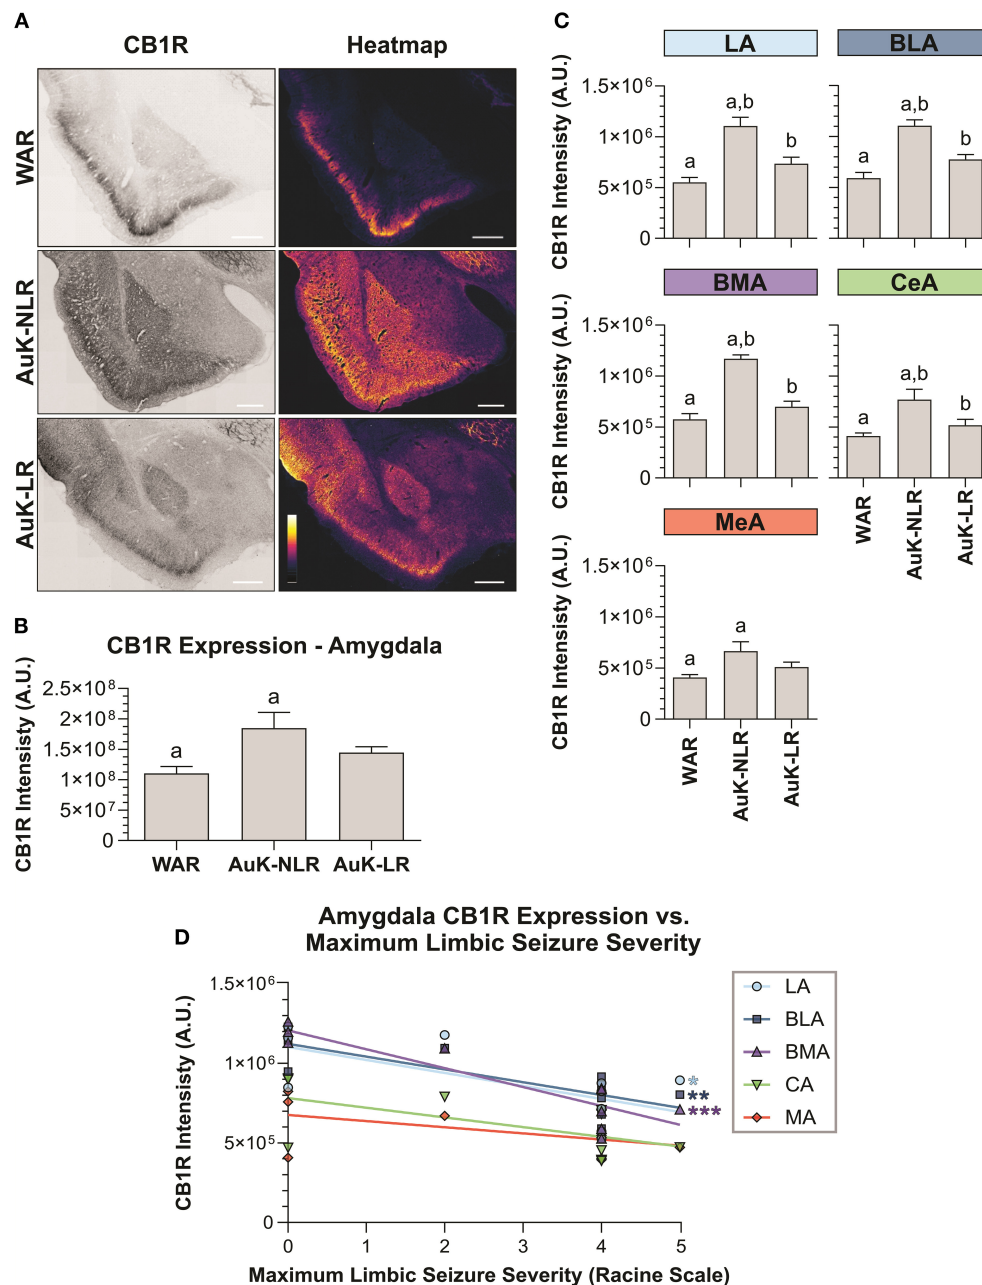 A
CB1R
Heatmap
WAR
AuK-NLR
AuK-LR
B
CB1R Expression - Amygdala
CB1R Intensisty (A.U.)
2.5×10⁸
2×10⁸
1.5×10⁸
1×10⁸
5×10⁷
0
a
a
WAR
AuK-NLR
AuK-LR
C
LA
BLA
CB1R Intensisty (A.U.)
1.5×10⁶
1×10⁶
5×10⁵
0
a
a,b
b
a
a,b
b
BMA
CeA
CB1R Intensisty (A.U.)
1.5×10⁶
1×10⁶
5×10⁵
0
a
a,b
b
a
a,b
b
WAR
AuK-NLR
AuK-LR
MeA
CB1R Intensisty (A.U.)
1.5×10⁶
1×10⁶
5×10⁵
0
a
a
WAR
AuK-NLR
AuK-LR
D
Amygdala CB1R Expression vs.
Maximum Limbic Seizure Severity
CB1R Intensisty (A.U.)
1.5×10⁶
1×10⁶
5×10⁵
0
0 1 2 3 4 5
Maximum Limbic Seizure Severity (Racine Scale)
*
**
***
LA
BLA
BMA
CA
MA